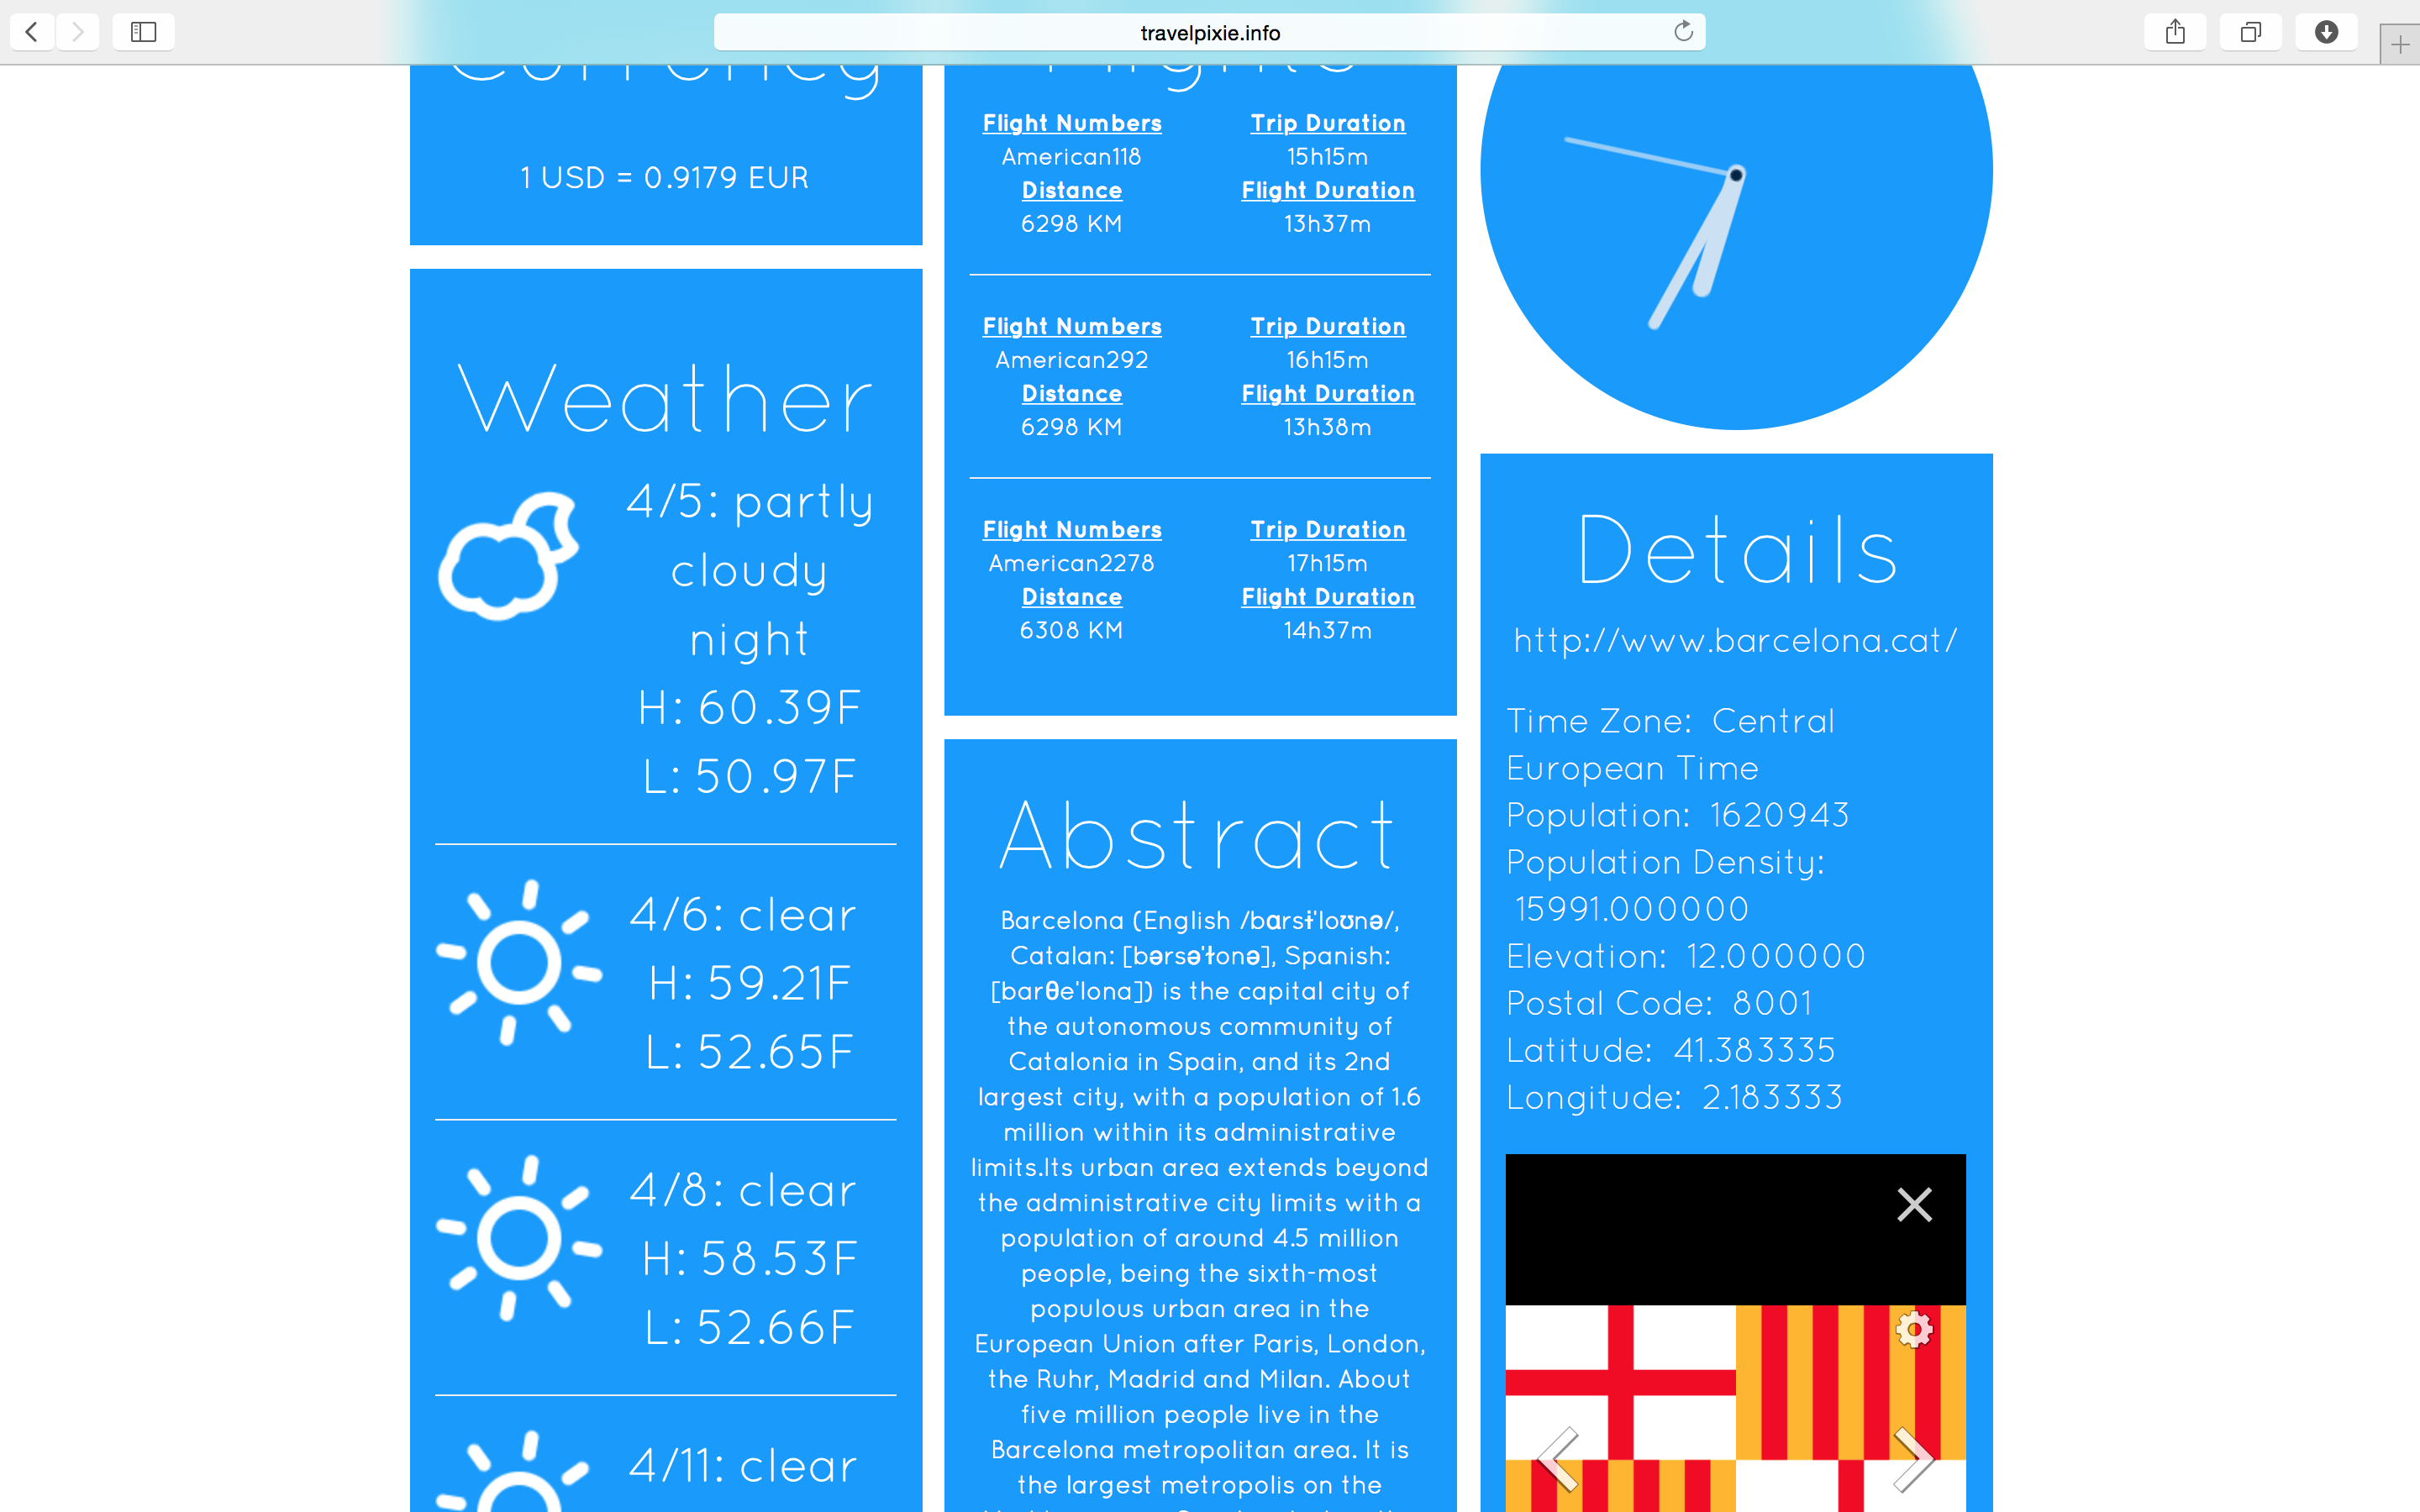 travelpixie.info
Currency
1 USD = 0.9179 EUR
Weather
4/5: partly
cloudy
night
H: 60.39F
L: 50.97F
4/6: clear
H: 59.21F
L: 52.65F
4/8: clear
H: 58.53F
L: 52.66F
4/11: clear
Flights
Flight Numbers
American118
Distance
6298 KM
Trip Duration
15h15m
Flight Duration
13h37m
Flight Numbers
American292
Distance
6298 KM
Trip Duration
16h15m
Flight Duration
13h38m
Flight Numbers
American2278
Distance
6308 KM
Trip Duration
17h15m
Flight Duration
14h37m
Abstract
Barcelona (English /bɑrsɨˈloʊnə/,
Catalan: [bərsəˈɫonə], Spanish:
[barθeˈlona]) is the capital city of
the autonomous community of
Catalonia in Spain, and its 2nd
largest city, with a population of 1.6
million within its administrative
limits.Its urban area extends beyond
the administrative city limits with a
population of around 4.5 million
people, being the sixth-most
populous urban area in the
European Union after Paris, London,
the Ruhr, Madrid and Milan. About
five million people live in the
Barcelona metropolitan area. It is
the largest metropolis on the
Details
http://www.barcelona.cat/
Time Zone: Central
European Time
Population: 1620943
Population Density:
15991.000000
Elevation: 12.000000
Postal Code: 8001
Latitude: 41.383335
Longitude: 2.183333